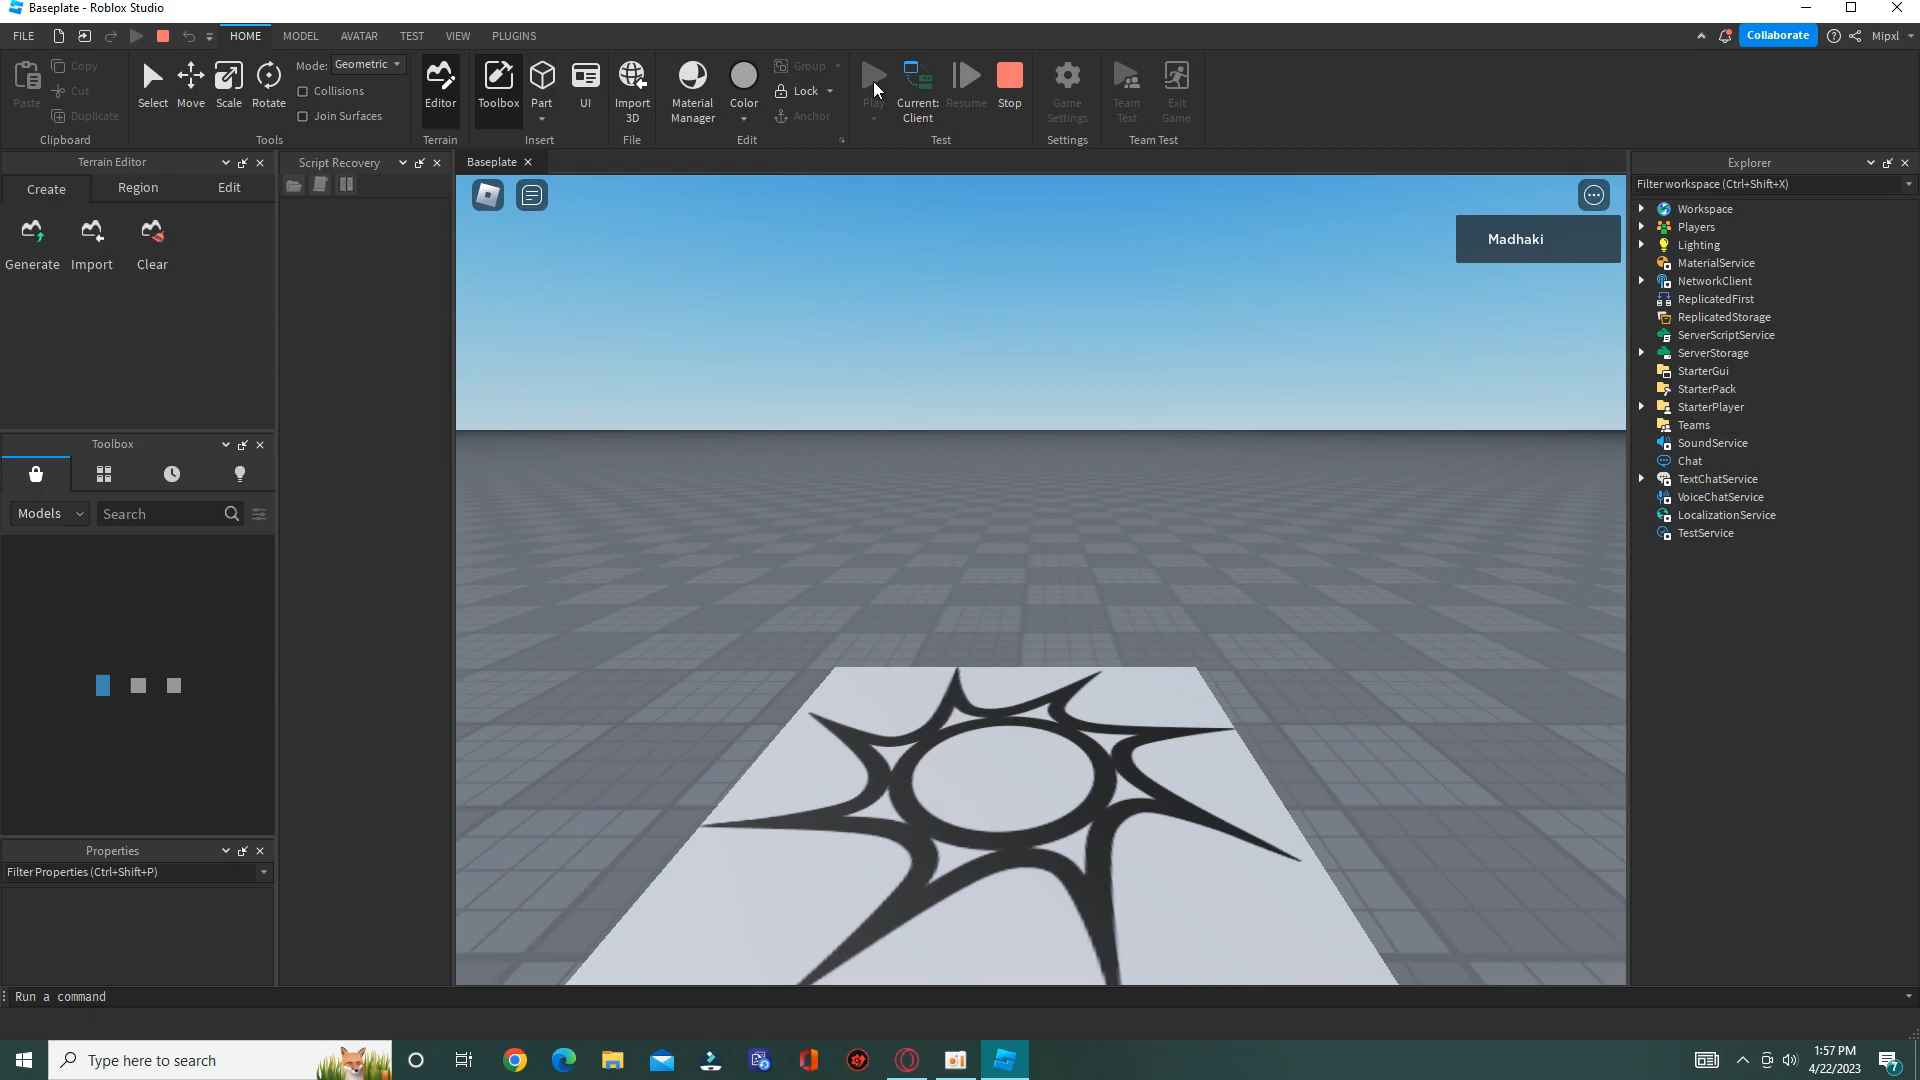 Baseplate - Roblox Studio
FILE
HOME
MODEL
AVATAR
TEST
VIEW
PLUGINS
Collaborate
Mipxl
Paste
Copy
Cut
Duplicate
Clipboard
Select
Move
Scale
Rotate
Mode:
Geometric
Collisions
Join Surfaces
Tools
Editor
Terrain
Toolbox
Part
UI
Insert
Import
3D
File
Material
Manager
Color
Group
Lock
Anchor
Edit
Play
Current:
Client
Resume
Stop
Test
Game
Settings
Settings
Team
Test
Exit
Game
Team Test
Terrain Editor
Create
Region
Edit
Generate
Import
Clear
Script Recovery
Baseplate
Madhaki
Explorer
Filter workspace (Ctrl+Shift+X)
Workspace
Players
Lighting
MaterialService
NetworkClient
ReplicatedFirst
ReplicatedStorage
ServerScriptService
ServerStorage
StarterGui
StarterPack
StarterPlayer
Teams
SoundService
Chat
TextChatService
VoiceChatService
LocalizationService
TestService
Toolbox
Models
Search
Properties
Filter Properties (Ctrl+Shift+P)
Run a command
Type here to search
1:57 PM
4/22/2023
7